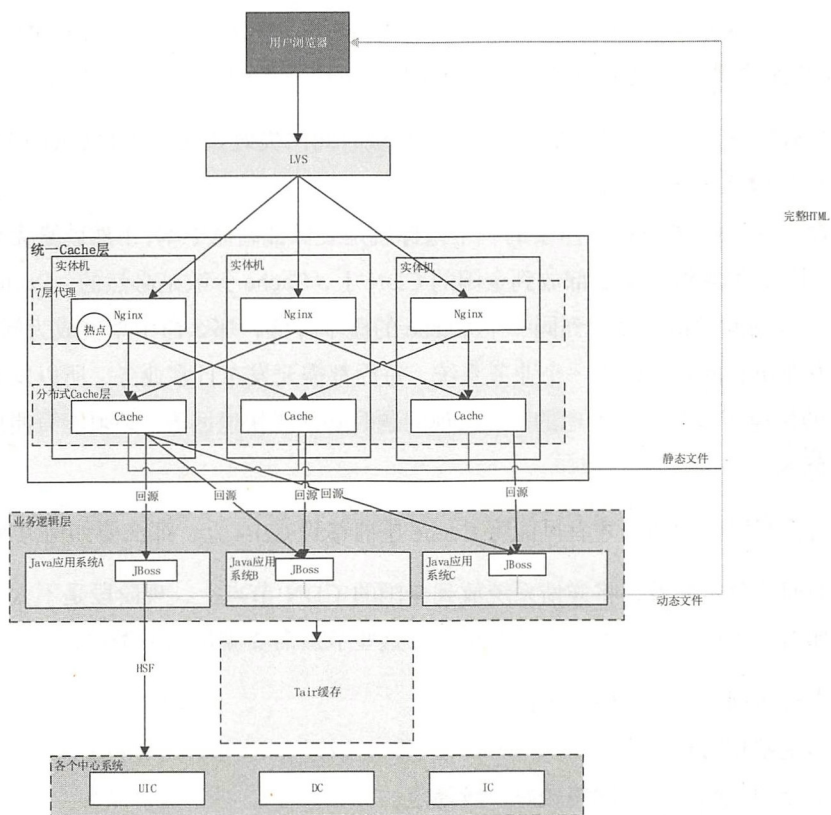 用户浏览器
LVS
完整HTML
统一Cache层
实体机
实体机
实体机
7层代理
Nginx
Nginx
Nginx
热点
分布式Cache层
Cache
Cache
Cache
静态文件
回源
回源
回源
回源
回源
业务逻辑层
Java应用系统A
JBoss
Java应用
系统B
JBoss
Java应用
系统C
JBoss
动态文件
HSF
Tair缓存
各个中心系统
UIC
DC
IC